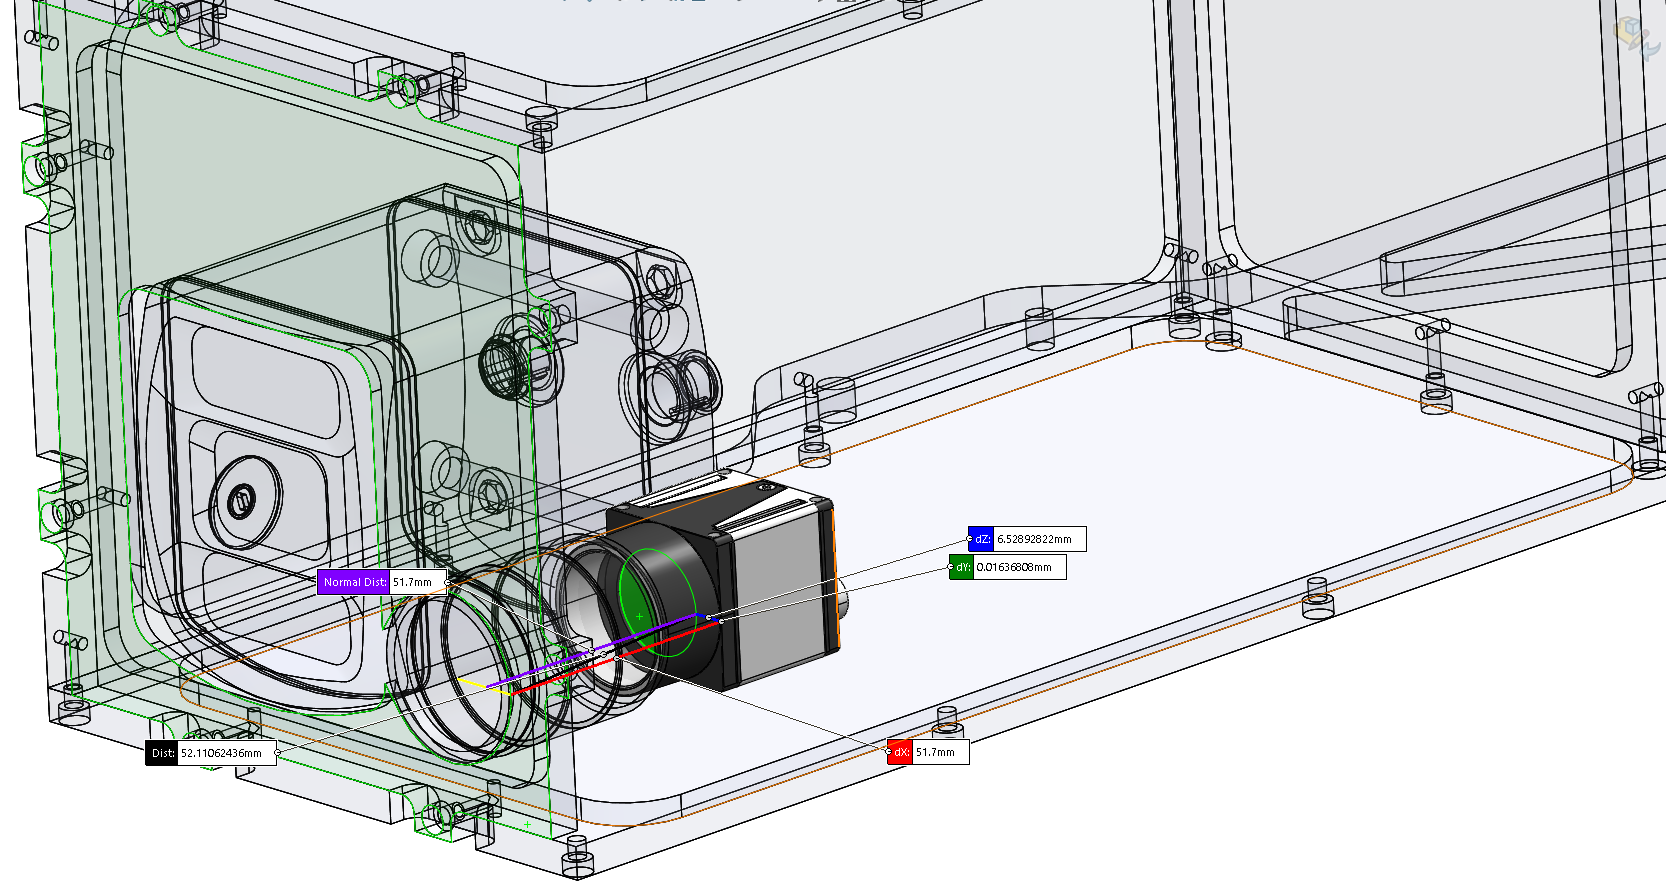 dZ: 6.52892822mm
dY: 0.01636808mm
Normal Dist: 51.7mm
Dist: 52.11062436mm
dX: 51.7mm